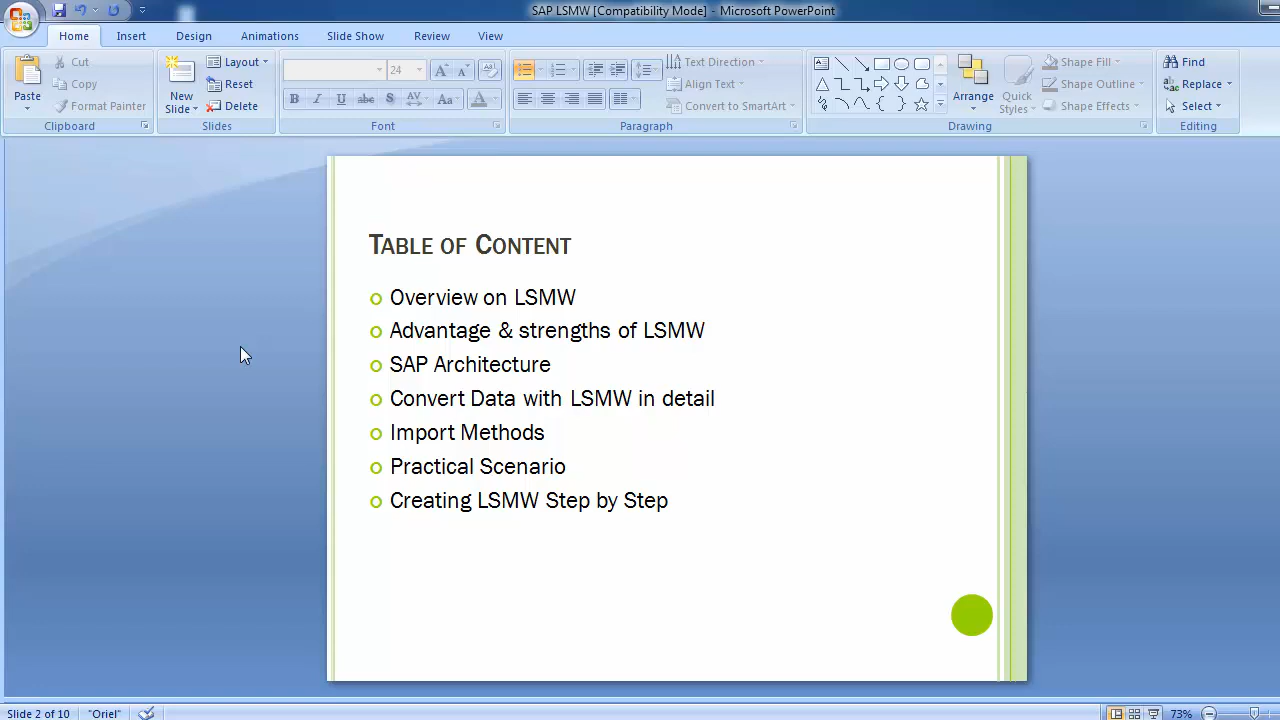 SAP LSMW [Compatibility Mode] - Microsoft PowerPoint
Home Insert Design Animations Slide Show Review View
Paste Cut Copy Format Painter Clipboard
New Slide Layout Reset Delete Slides
24 B I U abc S AV Aa A Font
Text Direction Align Text Convert to SmartArt Paragraph
Arrange Quick Styles Shape Fill Shape Outline Shape Effects Drawing
Find Replace Select Editing
TABLE OF CONTENT
Overview on LSMW
Advantage & strengths of LSMW
SAP Architecture
Convert Data with LSMW in detail
Import Methods
Practical Scenario
Creating LSMW Step by Step
Slide 2 of 10 "Oriel" 73%